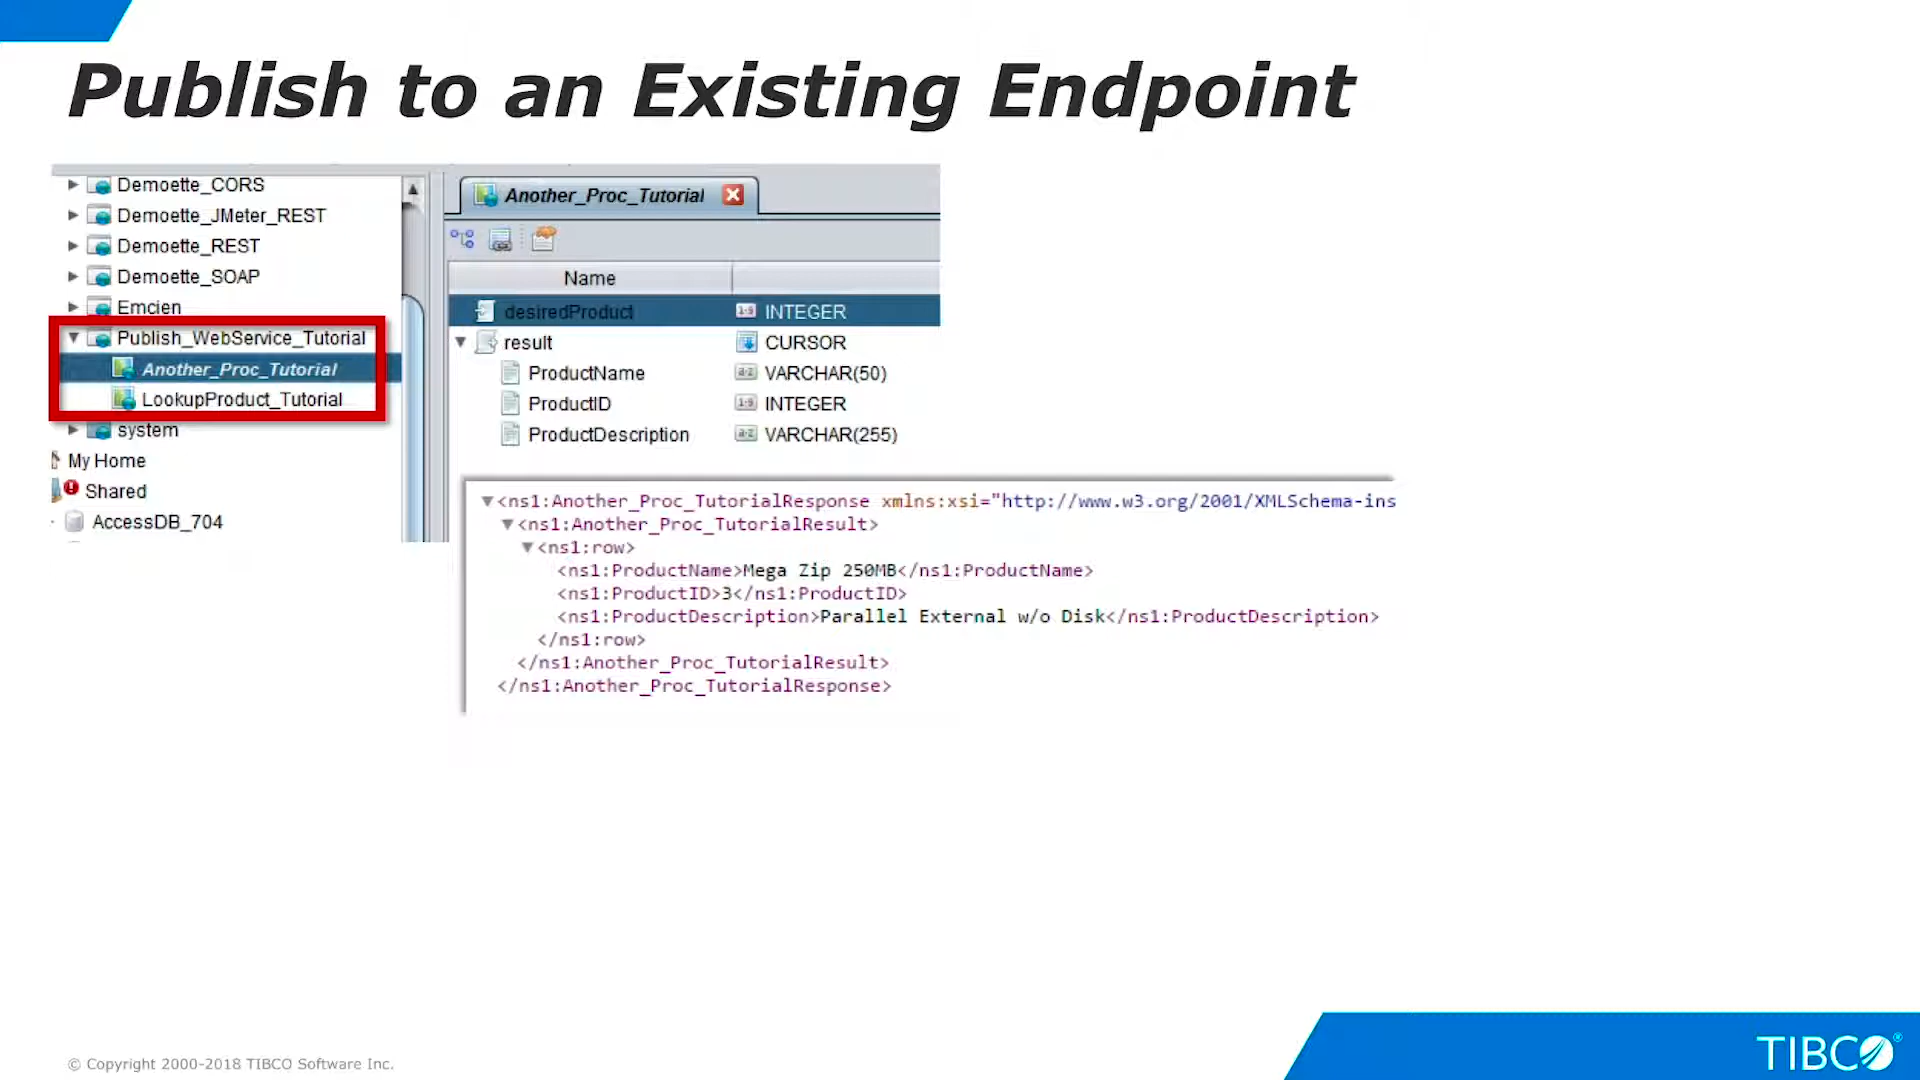 Publish to an Existing Endpoint
Demoette_CORS
Demoette_JMeter_REST
Demoette_REST
Demoette_SOAP
Emcien
Publish_WebService_Tutorial
Another_Proc_Tutorial
LookupProduct_Tutorial
system
My Home
Shared
AccessDB_704
Another_Proc_Tutorial
Name
desiredProduct INTEGER
result CURSOR
ProductName VARCHAR(50)
ProductID INTEGER
ProductDescription VARCHAR(255)
<ns1:Another_Proc_TutorialResponse xmlns:xsi="http://www.w3.org/2001/XMLSchema-ins
<ns1:Another_Proc_TutorialResult>
<ns1:row>
<ns1:ProductName>Mega Zip 250MB</ns1:ProductName>
<ns1:ProductID>3</ns1:ProductID>
<ns1:ProductDescription>Parallel External w/o Disk</ns1:ProductDescription>
</ns1:row>
</ns1:Another_Proc_TutorialResult>
</ns1:Another_Proc_TutorialResponse>
© Copyright 2000-2018 TIBCO Software Inc.
TIBCO®